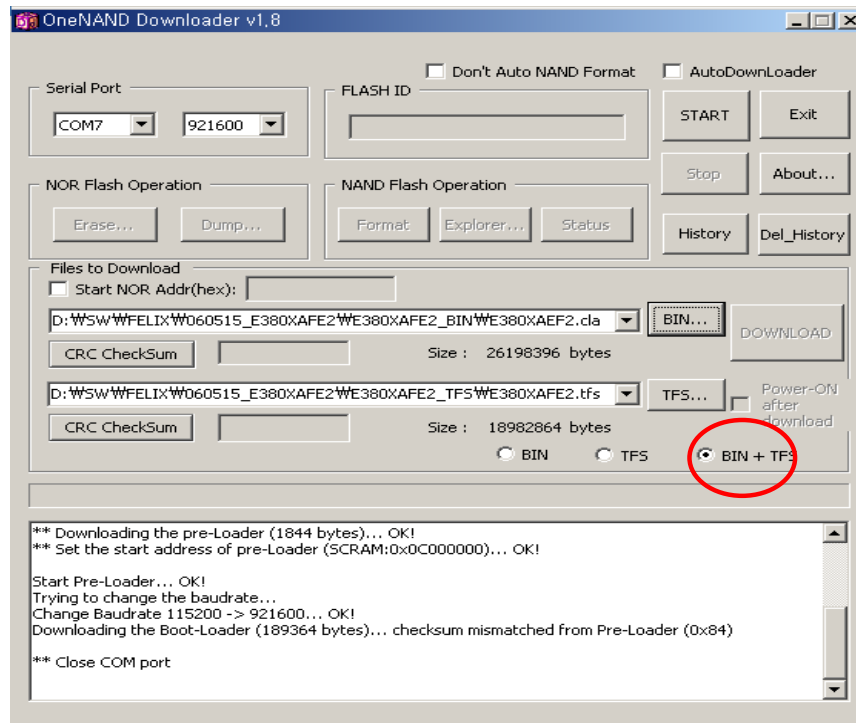 OneNAND Downloader v1.8
Don't Auto NAND Format
AutoDownLoader
Serial Port
COM7
921600
FLASH ID
START
Exit
Stop
About...
NOR Flash Operation
Erase...
Dump...
NAND Flash Operation
Format
Explorer...
Status
History
Del_History
Files to Download
Start NOR Addr(hex):
D:₩SW₩FELIX₩060515_E380XAFE2₩E380XAFE2_BIN₩E380XAEF2.cla
BIN...
DOWNLOAD
CRC CheckSum
Size : 26198396 bytes
D:₩SW₩FELIX₩060515_E380XAFE2₩E380XAFE2_TFS₩E380XAFE2.tfs
TFS...
Power-ON
after
download
CRC CheckSum
Size : 18982864 bytes
BIN
TFS
BIN + TFS
** Downloading the pre-Loader (1844 bytes)... OK!
** Set the start address of pre-Loader (SCRAM:0x0C000000)... OK!
Start Pre-Loader... OK!
Trying to change the baudrate...
Change Baudrate 115200 -> 921600... OK!
Downloading the Boot-Loader (189364 bytes)... checksum mismatched from Pre-Loader (0x84)
** Close COM port